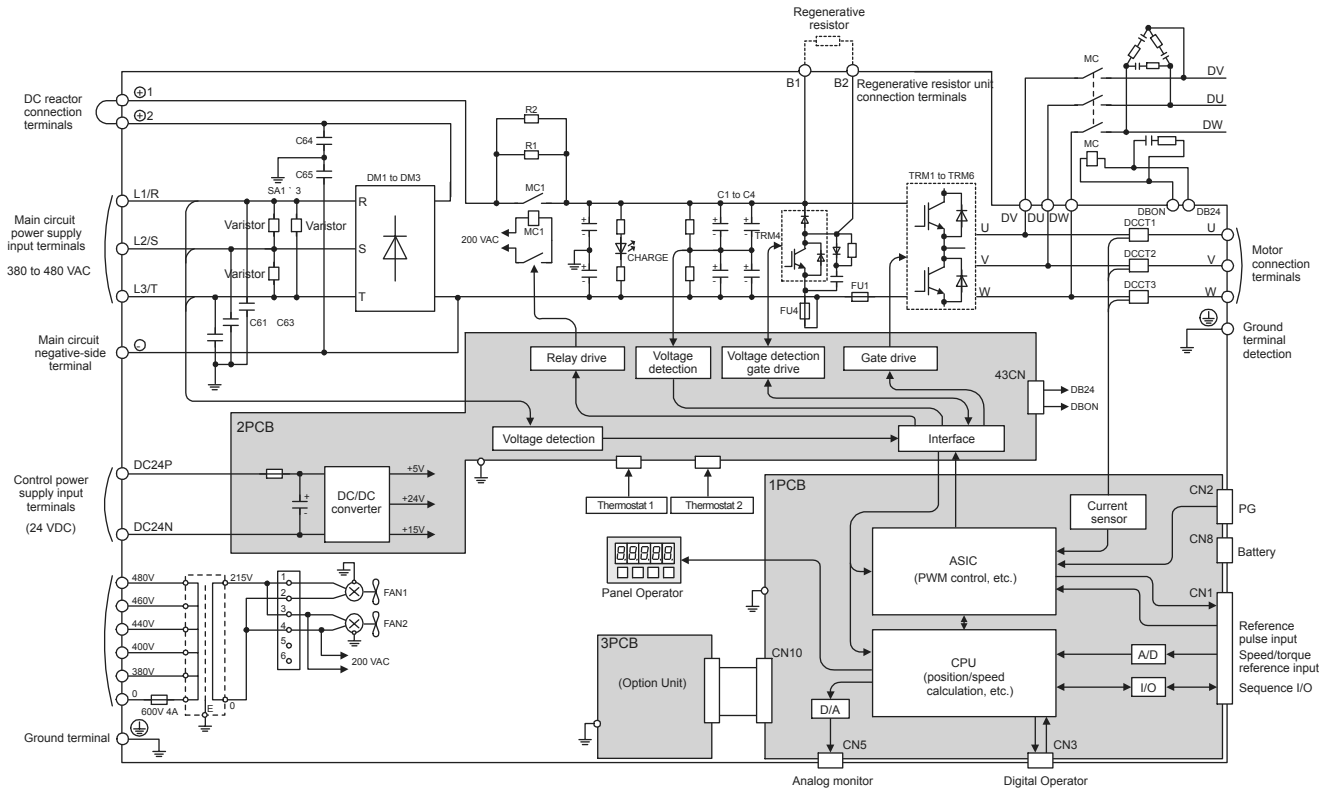 Regenerative
resistor
B1
B2
Regenerative resistor unit
connection terminals
MC
DV
DU
DW
MC
DC reactor
connection
terminals
⊕1
⊕2
C64
C65
R2
R1
MC1
MC1
200 VAC
DM1 to DM3
R
S
T
L1/R
L2/S
L3/T
SA1 ` 3
Varistor
Varistor
Varistor
Main circuit
power supply
input terminals
380 to 480 VAC
C61
C63
CHARGE
C1 to C4
TRM4
FU4
FU1
TRM1 to TRM6
U
V
W
DV
DU
DW
DBON
DB24
DCCT1
DCCT2
DCCT3
U
V
W
Motor
connection
terminals
Ground
terminal
detection
Main circuit
negative-side
terminal
Relay drive
Voltage
detection
Voltage detection
gate drive
Gate drive
43CN
DB24
DBON
2PCB
Voltage detection
Interface
Control power
supply input
terminals
(24 VDC)
DC24P
DC24N
+
-
DC/DC
converter
+5V
+24V
+15V
Thermostat 1
Thermostat 2
1PCB
Current
sensor
CN2
PG
CN8
Battery
CN1
ASIC
(PWM control, etc.)
Panel Operator
480V
460V
440V
400V
380V
0
600V 4A
E
215V
0
1
2
3
4
5
6
FAN1
FAN2
200 VAC
Ground terminal
3PCB
(Option Unit)
CN10
CPU
(position/speed
calculation, etc.)
A/D
I/O
D/A
Reference
pulse input
Speed/torque
reference input
Sequence I/O
CN5
CN3
Analog monitor
Digital Operator